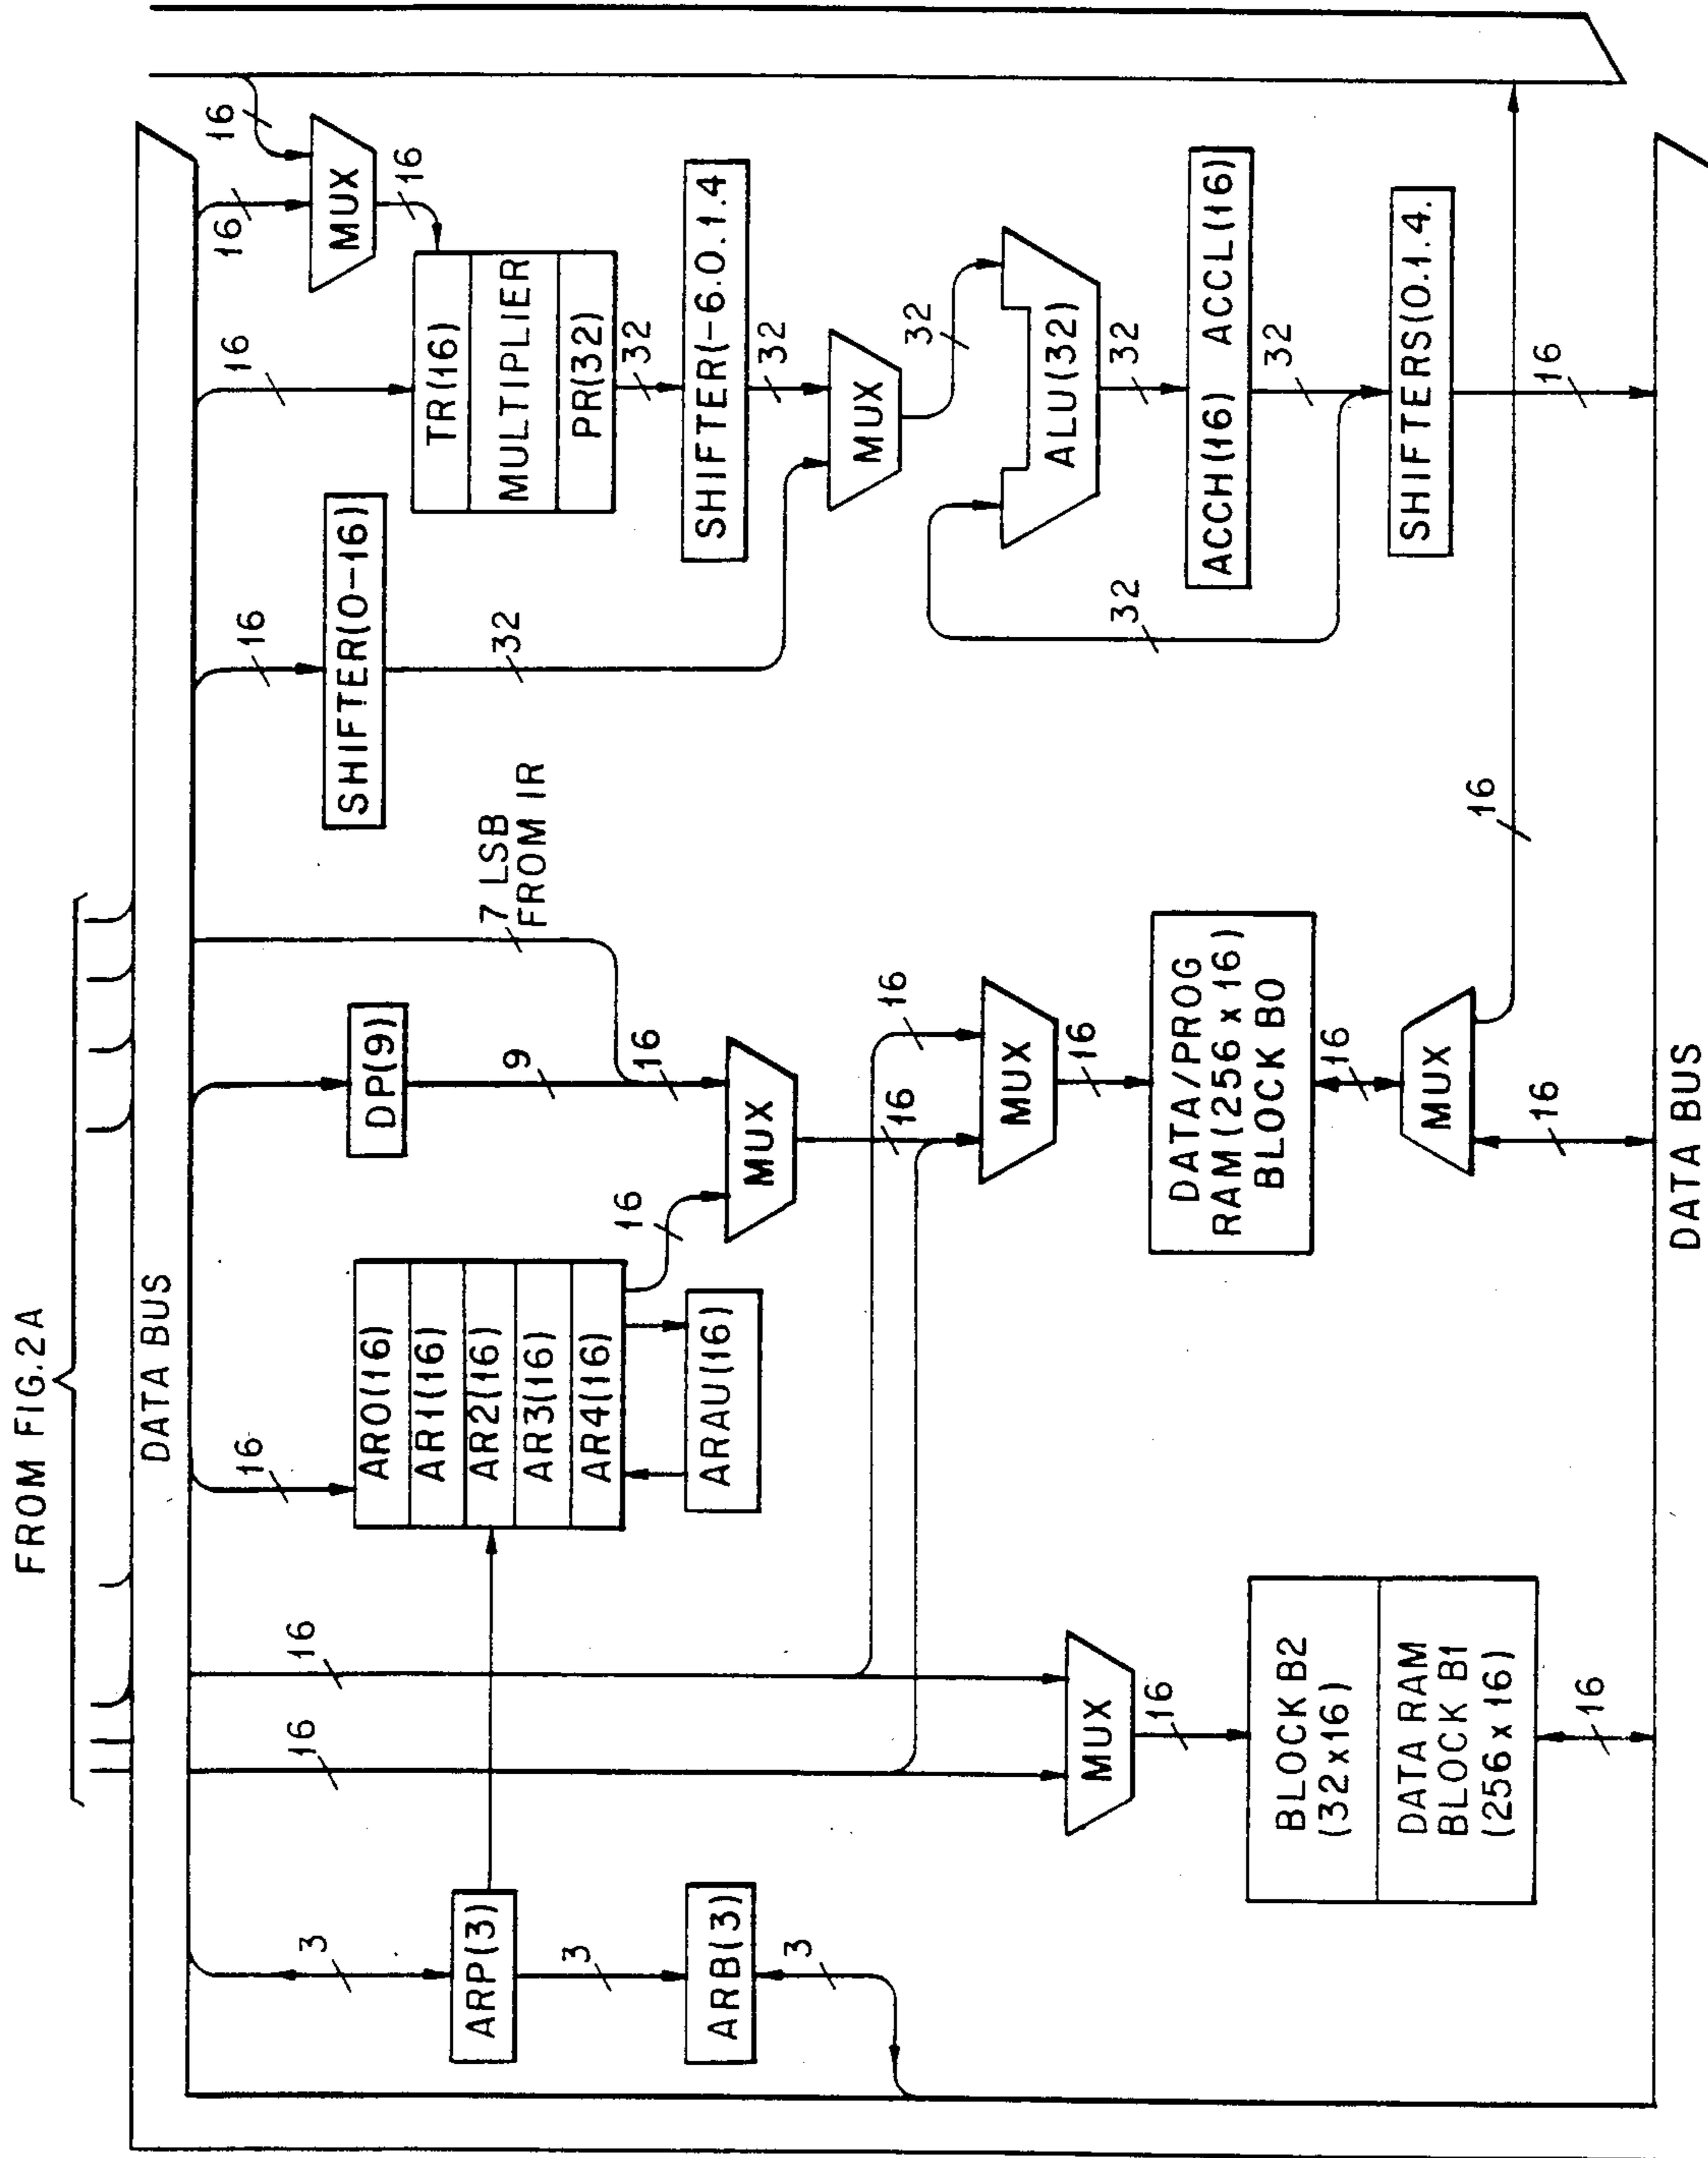 FROM FIG.2A
DATA BUS
3
16
16
16
16
16
16
16
MUX
16
ARP(3)
3
ARB(3)
3
AR0(16)
AR1(16)
AR2(16)
AR3(16)
AR4(16)
ARAU(16)
16
DP(9)
9
16
7 LSB
FROM IR
MUX
16
16
SHIFTER(0-16)
32
TR(16)
MULTIPLIER
PR(32)
32
SHIFTER(-6.0.1.4
32
MUX
32
ALU(32)
32
32
ACCH(16) ACCL(16)
32
SHIFTERS(0.1.4.
16
MUX
16
BLOCK B2
(32x16)
DATA RAM
BLOCK B1
(256 x 16)
16
MUX
16
DATA/PROG
RAM(256 x 16)
BLOCK B0
16
MUX
16
16
DATA BUS